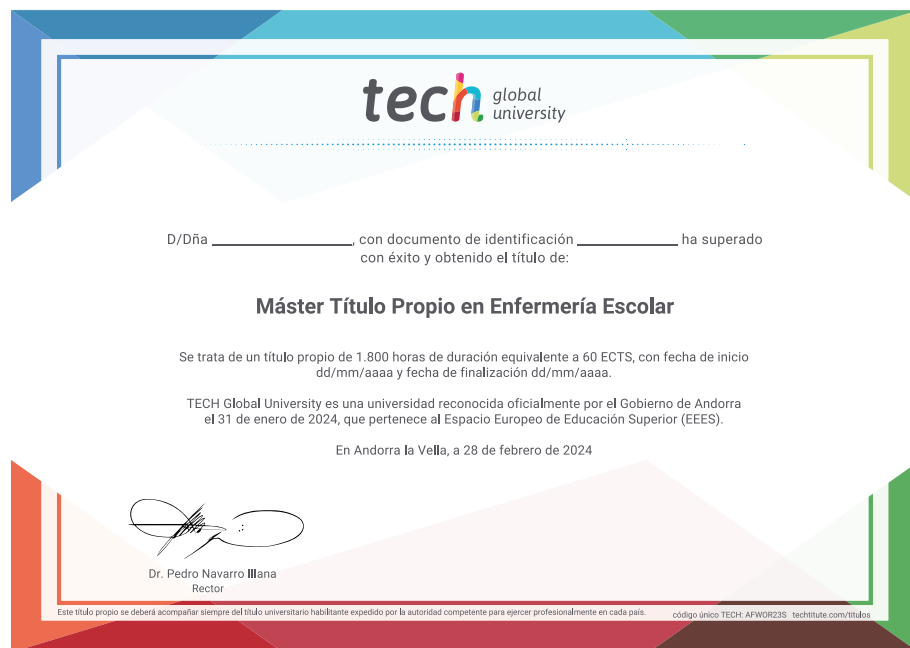 tech global
university
D/Dña ____________, con documento de identificación ____________ ha superado
con éxito y obtenido el título de:
Máster Título Propio en Enfermería Escolar
Se trata de un título propio de 1.800 horas de duración equivalente a 60 ECTS, con fecha de inicio
dd/mm/aaaa y fecha de finalización dd/mm/aaaa.
TECH Global University es una universidad reconocida oficialmente por el Gobierno de Andorra
el 31 de enero de 2024, que pertenece al Espacio Europeo de Educación Superior (EEES).
En Andorra la Vella, a 28 de febrero de 2024
Dr. Pedro Navarro Illana
Rector
Este título propio se deberá acompañar siempre del título universitario habilitante expedido por la autoridad competente para ejercer profesionalmente en cada país.
código único TECH: AFWOR23S techtitute.com/titulos